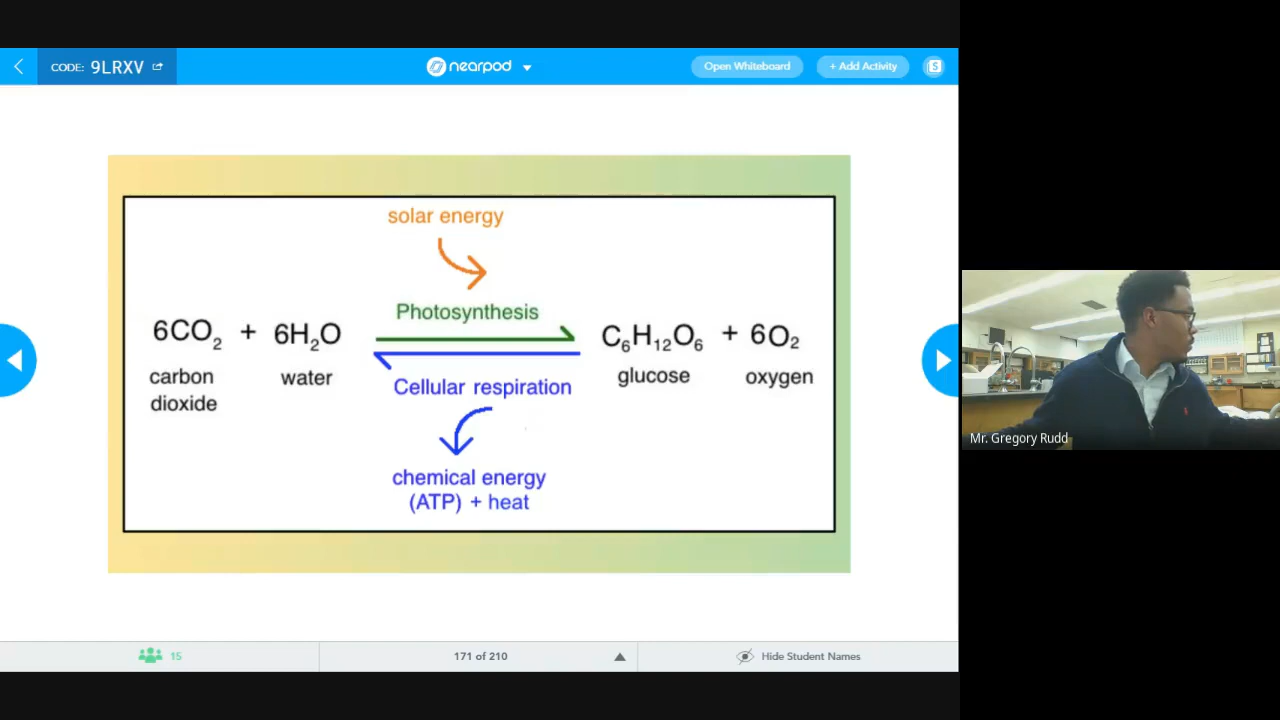 CODE: 9LRXV
nearpod
Open Whiteboard
+ Add Activity
S
solar energy
Photosynthesis
6CO₂ + 6H₂O
C₆H₁₂O₆ + 6O₂
carbon
dioxide
water
glucose
oxygen
Cellular respiration
chemical energy
(ATP) + heat
Mr. Gregory Rudd
15
171 of 210
Hide Student Names